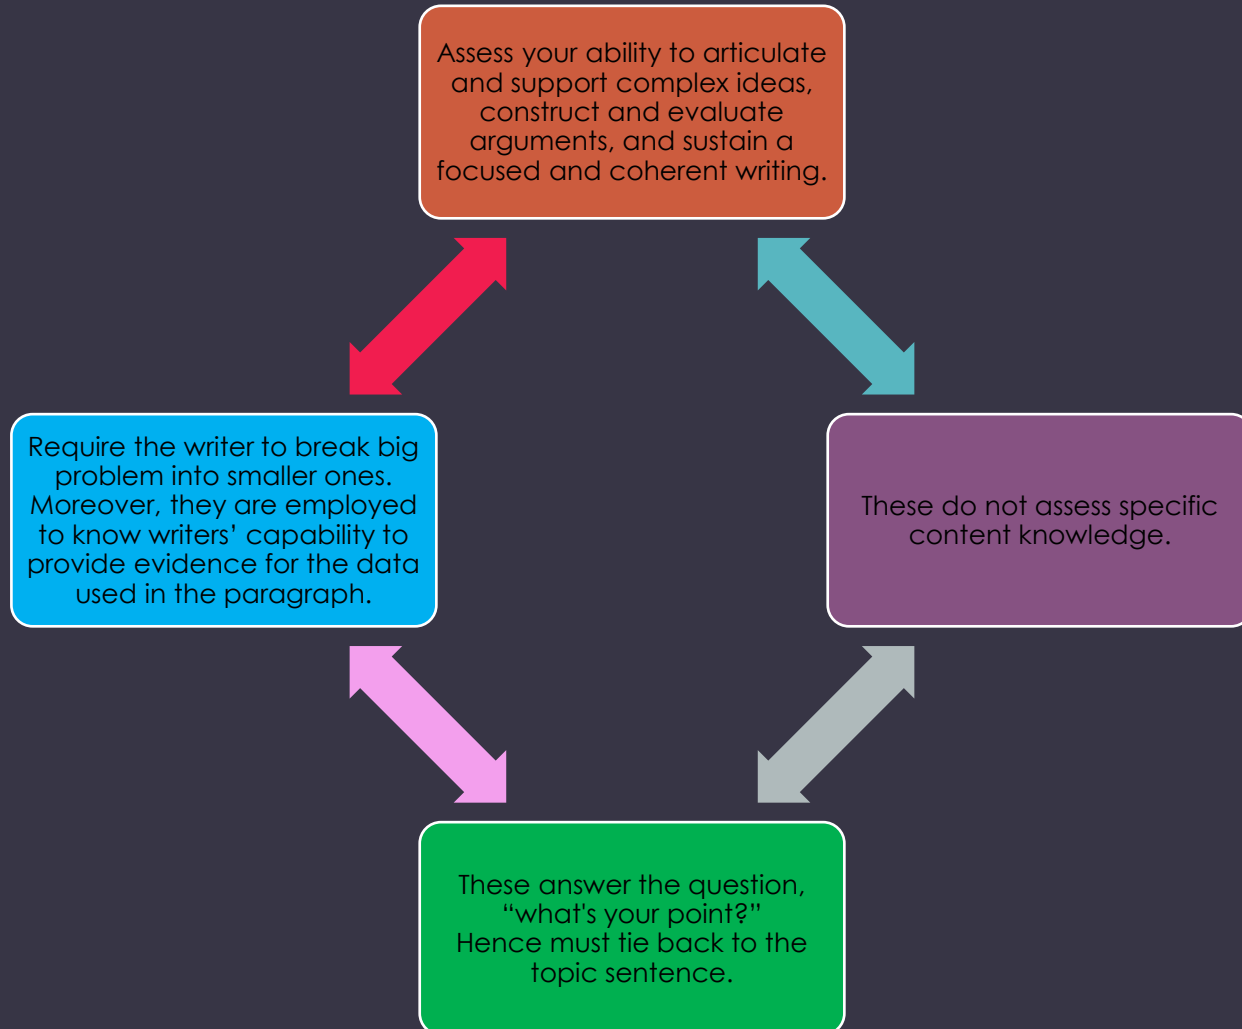 Assess your ability to articulate
and support complex ideas,
construct and evaluate
arguments, and sustain a
focused and coherent writing.
Require the writer to break big
problem into smaller ones.
Moreover, they are employed
to know writers’ capability to
provide evidence for the data
used in the paragraph.
These do not assess specific
content knowledge.
These answer the question,
“what's your point?”
Hence must tie back to the
topic sentence.